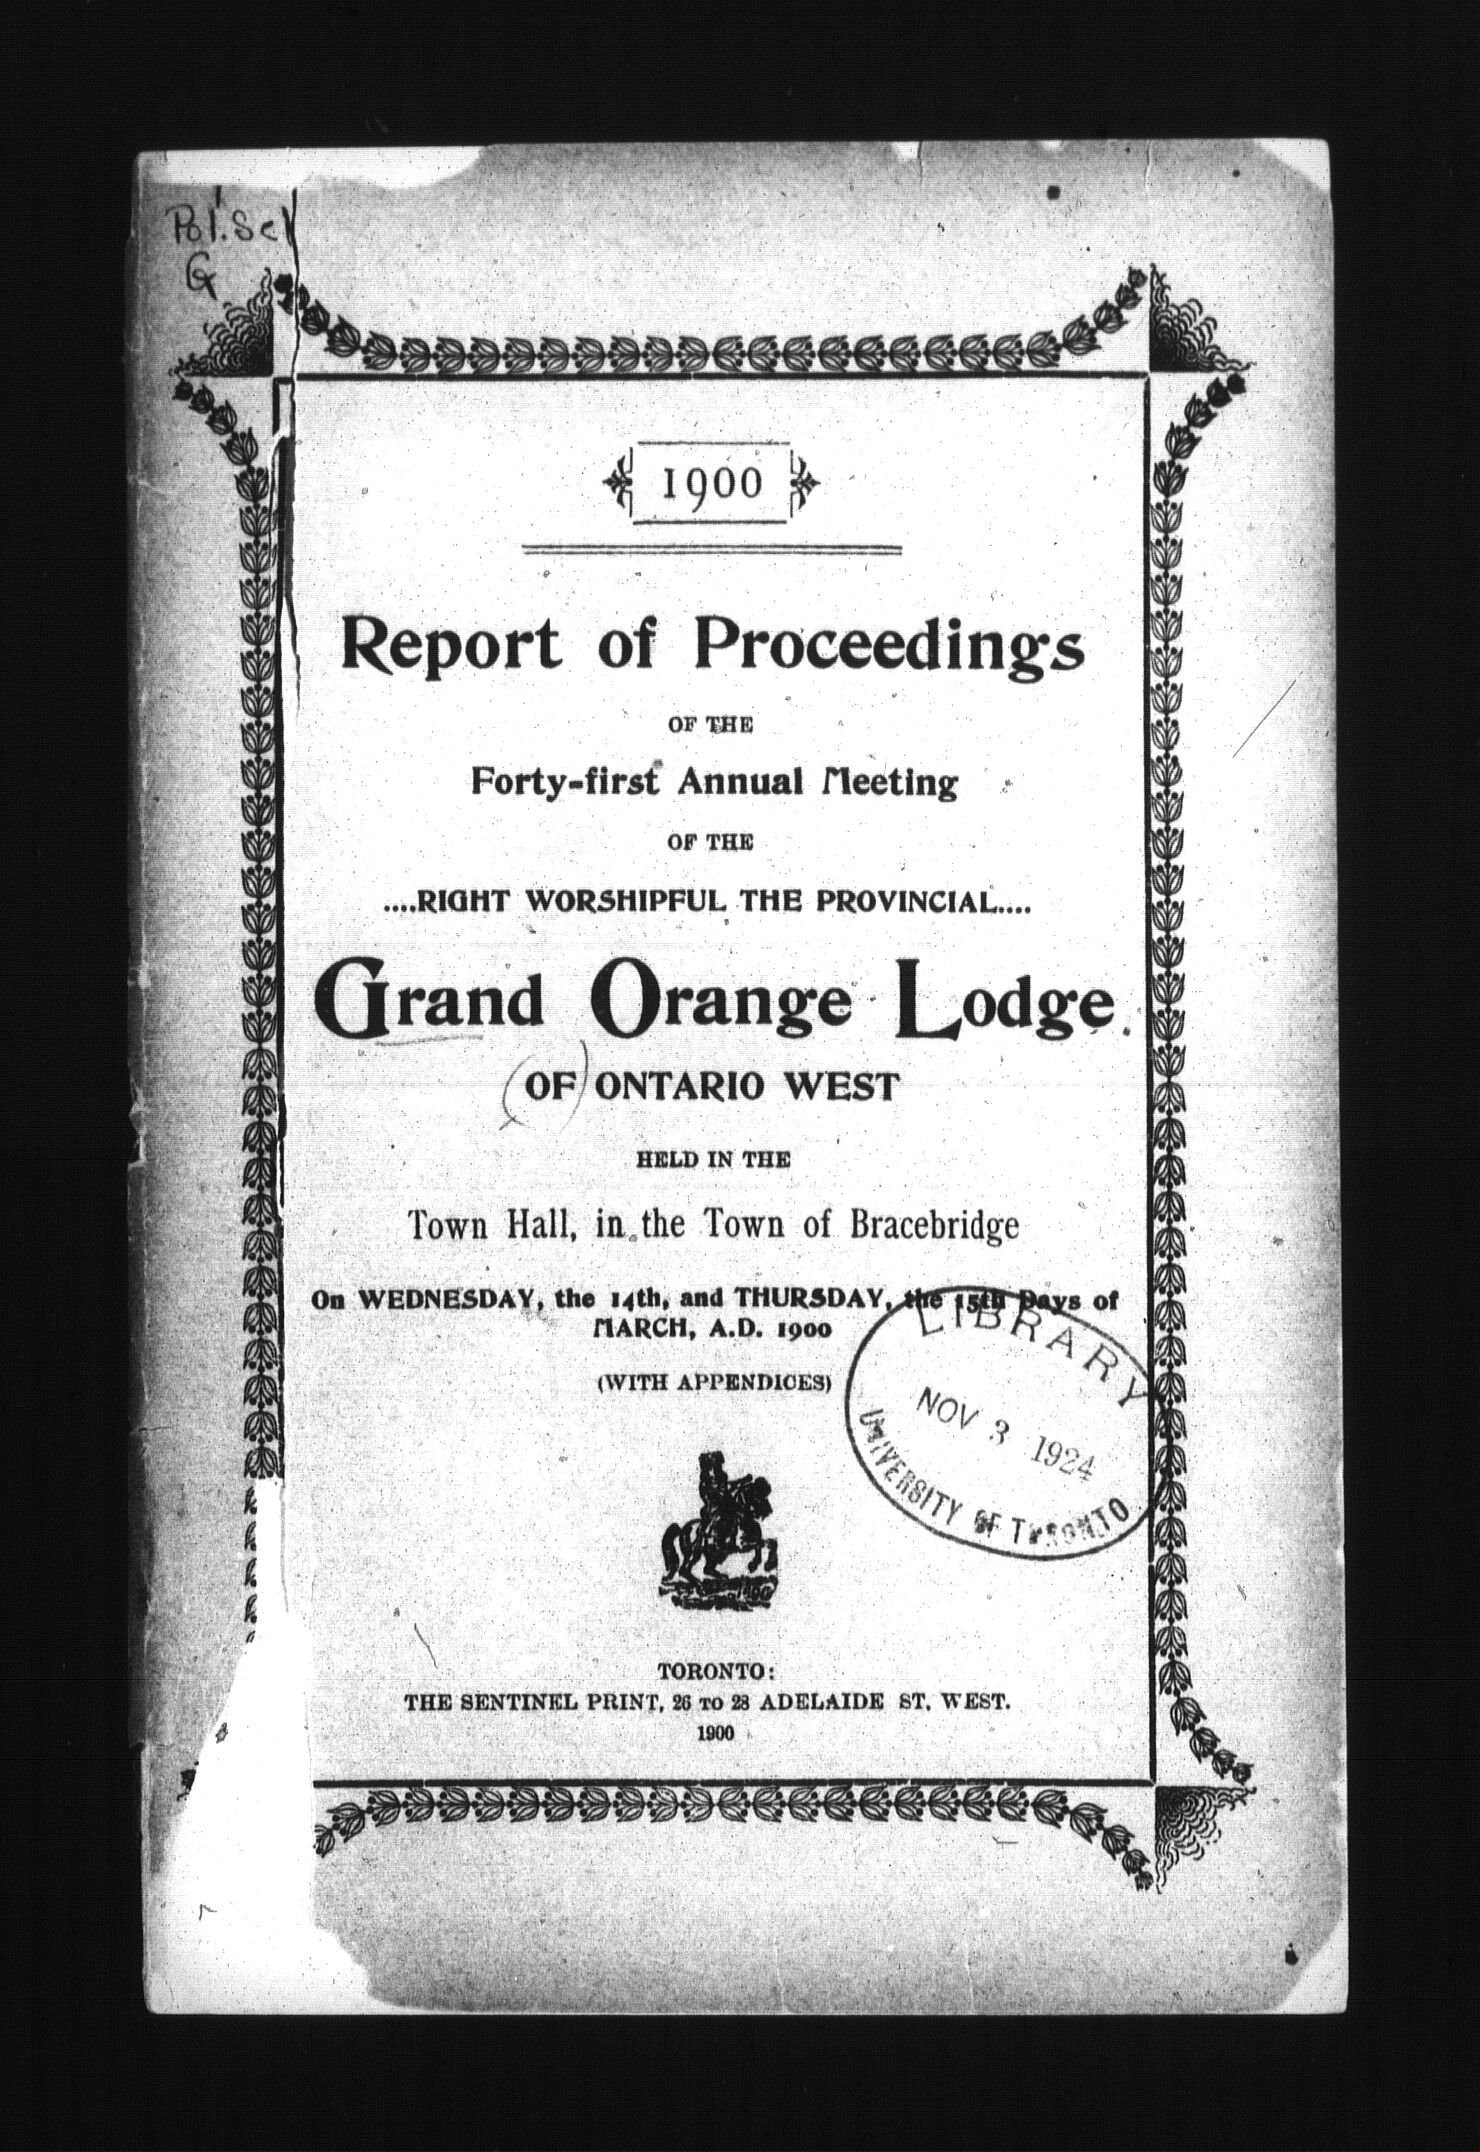 Pol.Sc
G
1900
Report of Proceedings
OF THE
Forty-first Annual Meeting
OF THE
....RIGHT WORSHIPFUL THE PROVINCIAL....
Grand Orange Lodge
(OF) ONTARIO WEST
HELD IN THE
Town Hall, in the Town of Bracebridge
On WEDNESDAY, the 14th, and THURSDAY, the 15th Days of
MARCH, A.D. 1900
(WITH APPENDICES)
LIBRARY
NOV 3 1924
UNIVERSITY OF TORONTO
TORONTO:
THE SENTINEL PRINT, 26 TO 28 ADELAIDE ST. WEST.
1900